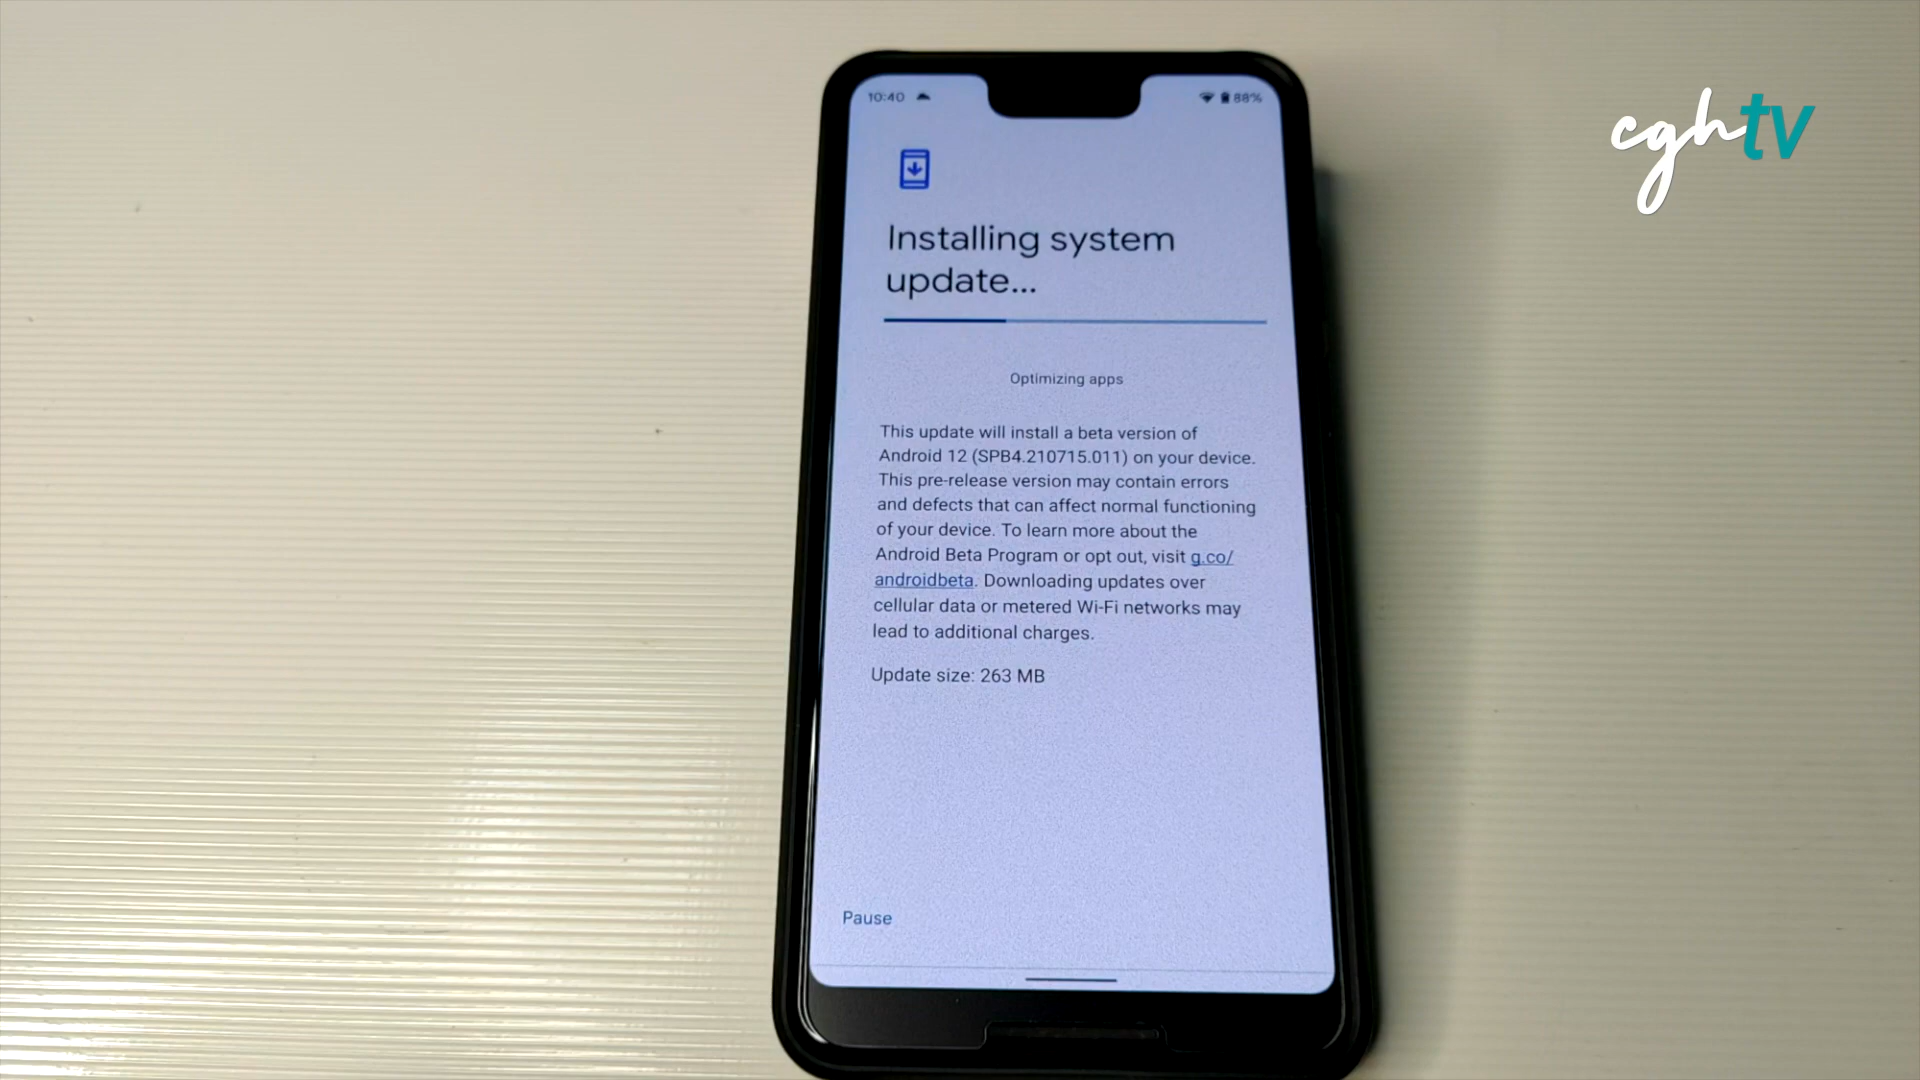 cghtv
10:40
88%
Installing system
update...
Optimizing apps
This update will install a beta version of
Android 12 (SPB4.210715.011) on your device.
This pre-release version may contain errors
and defects that can affect normal functioning
of your device. To learn more about the
Android Beta Program or opt out, visit g.co/
androidbeta. Downloading updates over
cellular data or metered Wi-Fi networks may
lead to additional charges.
Update size: 263 MB
Pause